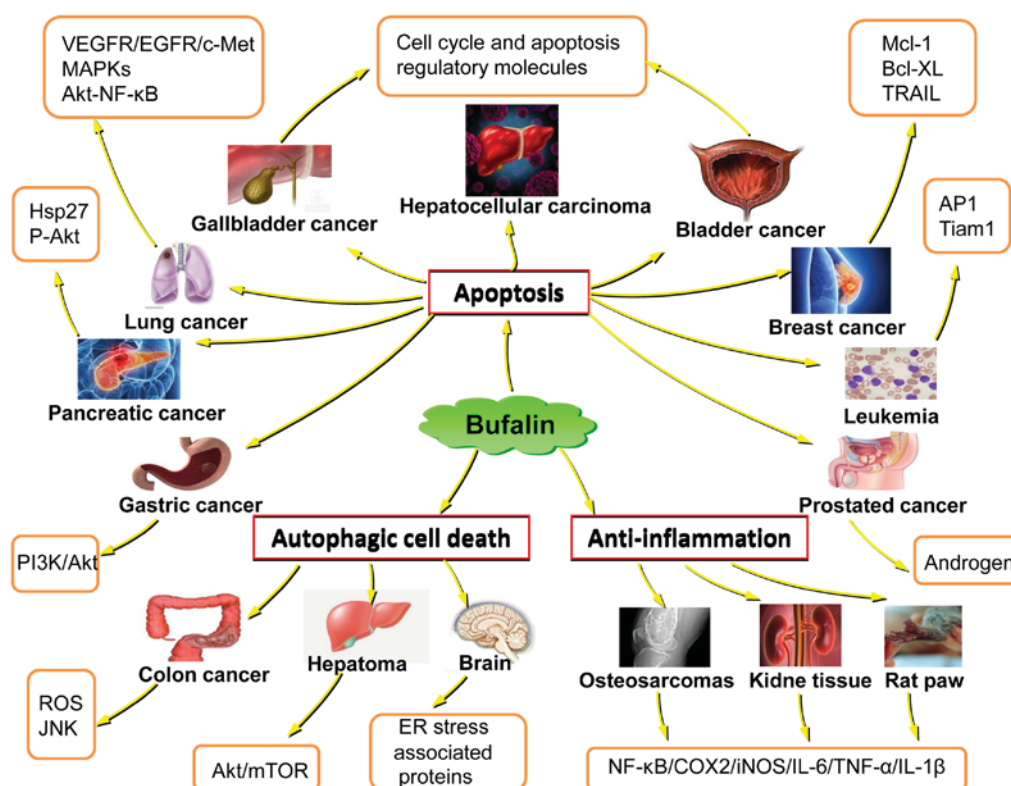 VEGFR/EGFR/c-Met
MAPKs
Akt-NF-κB
Cell cycle and apoptosis
regulatory molecules
Mcl-1
Bcl-XL
TRAIL
Hsp27
P-Akt
Gallbladder cancer
Hepatocellular carcinoma
Bladder cancer
AP1
Tiam1
Lung cancer
Apoptosis
Breast cancer
Pancreatic cancer
Bufalin
Leukemia
Gastric cancer
Prostated cancer
Autophagic cell death
Anti-inflammation
PI3K/Akt
Androgen
Colon cancer
Hepatoma
Brain
Osteosarcomas
Kidne tissue
Rat paw
ROS
JNK
Akt/mTOR
ER stress
associated
proteins
NF-κB/COX2/iNOS/IL-6/TNF-α/IL-1β